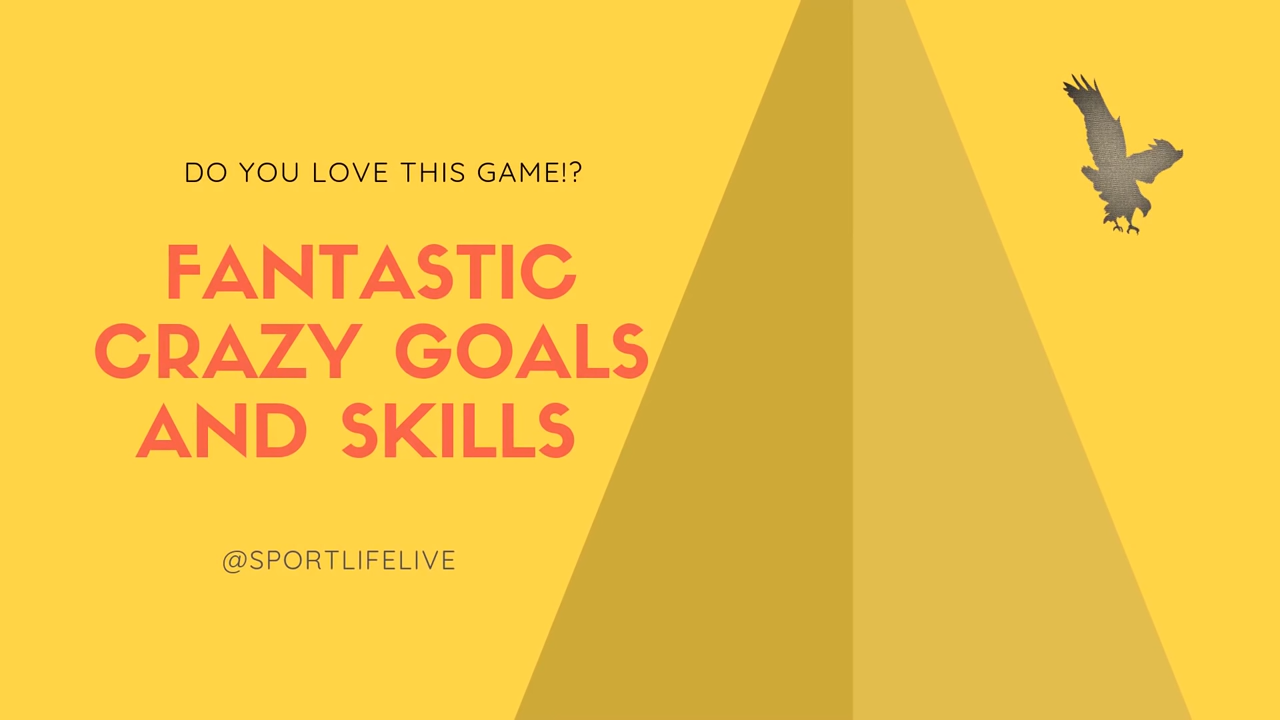 DO YOU LOVE THIS GAME!?
FANTASTIC
CRAZY GOALS
AND SKILLS
@SPORTLIFELIVE